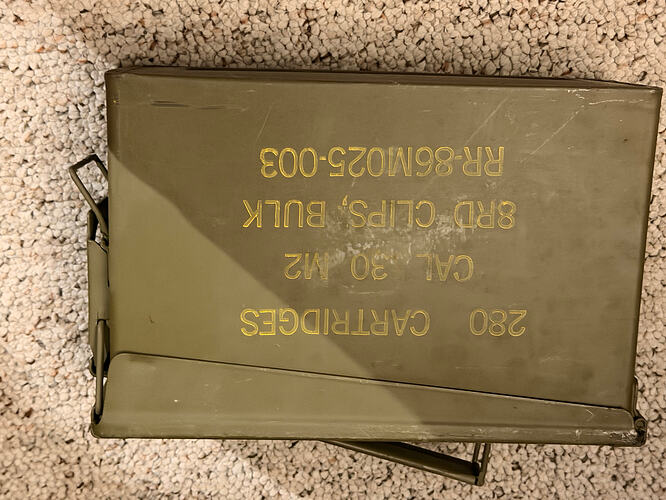 280 CARTRIDGES
CAL .30 M2
8RD CLIPS, BULK
RR-86M025-003